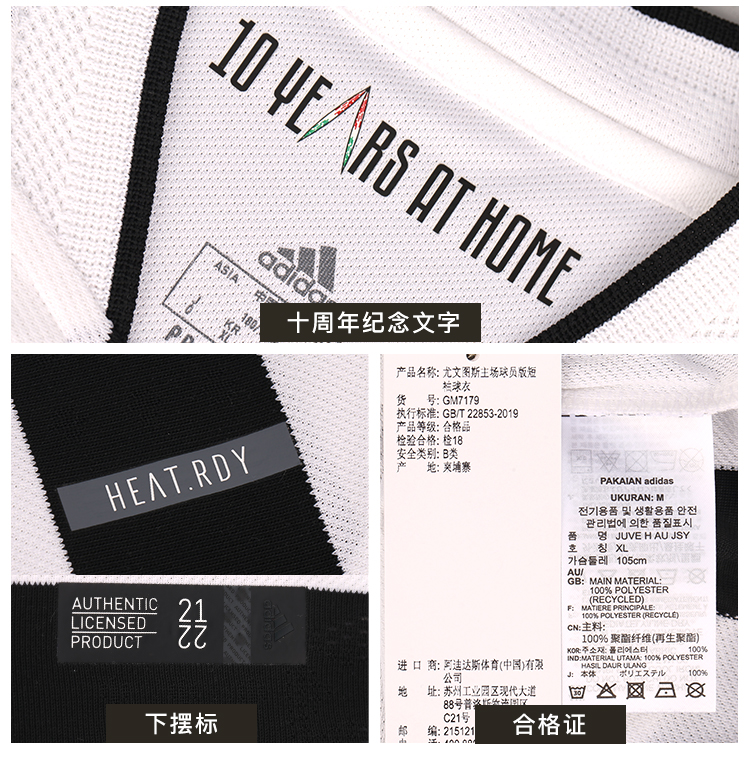 10 YEARS AT HOME
adidas
ASIA
KR
XL
十周年纪念文字
HEAT.RDY
AUTHENTIC
LICENSED
PRODUCT
21
22
下摆标
产品名称: 尤文图斯主场球员版短
袖球衣
货 号: GM7179
执行标准: GB/T 22853-2019
产品等级: 合格品
检验合格: 检18
安全类别: B类
产 地: 柬埔寨
进 口 商: 阿迪达斯体育(中国)有限
公司
地 址: 苏州工业园区现代大道
88号普洛斯物流园区
C21号
邮 编: 215121
合格证
PAKAIAN adidas
UKURAN: M
전기용품 및 생활용품 안전
관리법에 의한 품질표시
품 명 JUVE H AU JSY
호 칭 XL
가슴둘레 105cm
AU/
GB: MAIN MATERIAL:
100% POLYESTER
(RECYCLED)
F: MATIERE PRINCIPALE:
100% POLYESTER (RECYCLÉ)
CN: 主料:
100% 聚酯纤维(再生聚酯)
KOR: 주소재: 폴리에스터 100%
IND: MATERIAL UTAMA: 100% POLYESTER
HASIL DAUR ULANG
J: 本体 ポリエステル 100%